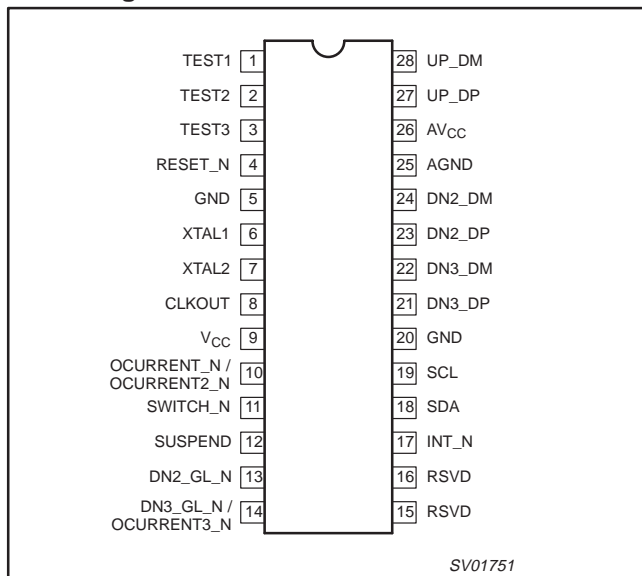 TEST1 1
TEST2 2
TEST3 3
RESET_N 4
GND 5
XTAL1 6
XTAL2 7
CLKOUT 8
VCC 9
OCURRENT_N /
OCURRENT2_N 10
SWITCH_N 11
SUSPEND 12
DN2_GL_N 13
DN3_GL_N /
OCURRENT3_N 14
28 UP_DM
27 UP_DP
26 AVCC
25 AGND
24 DN2_DM
23 DN2_DP
22 DN3_DM
21 DN3_DP
20 GND
19 SCL
18 SDA
17 INT_N
16 RSVD
15 RSVD
SV01751